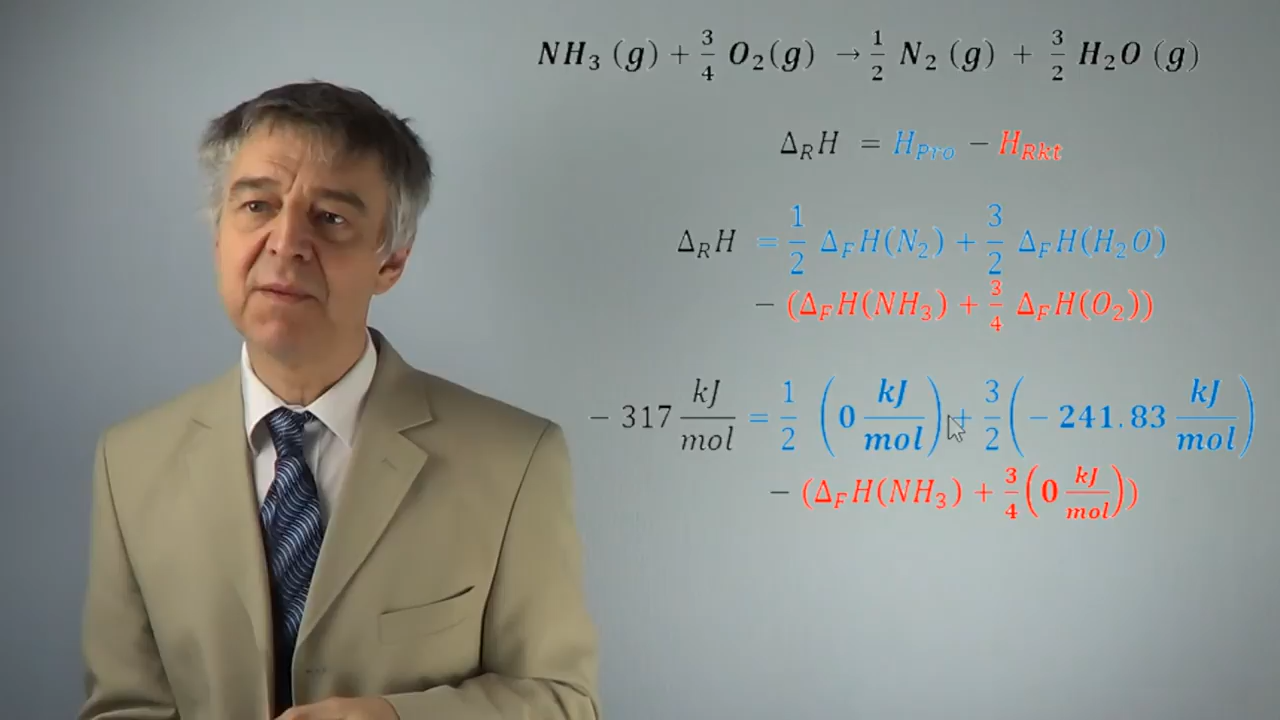 NH₃ (g) + 3/4 O₂(g) → 1/2 N₂ (g) + 3/2 H₂O (g)
Δ_R H = H_Pro − H_Rkt
Δ_R H = 1/2 Δ_F H(N₂) + 3/2 Δ_F H(H₂O)
− (Δ_F H(NH₃) + 3/4 Δ_F H(O₂))
− 317 kJ/mol = 1/2 (0 kJ/mol) + 3/2 (− 241.83 kJ/mol)
− (Δ_F H(NH₃) + 3/4 (0 kJ/mol))